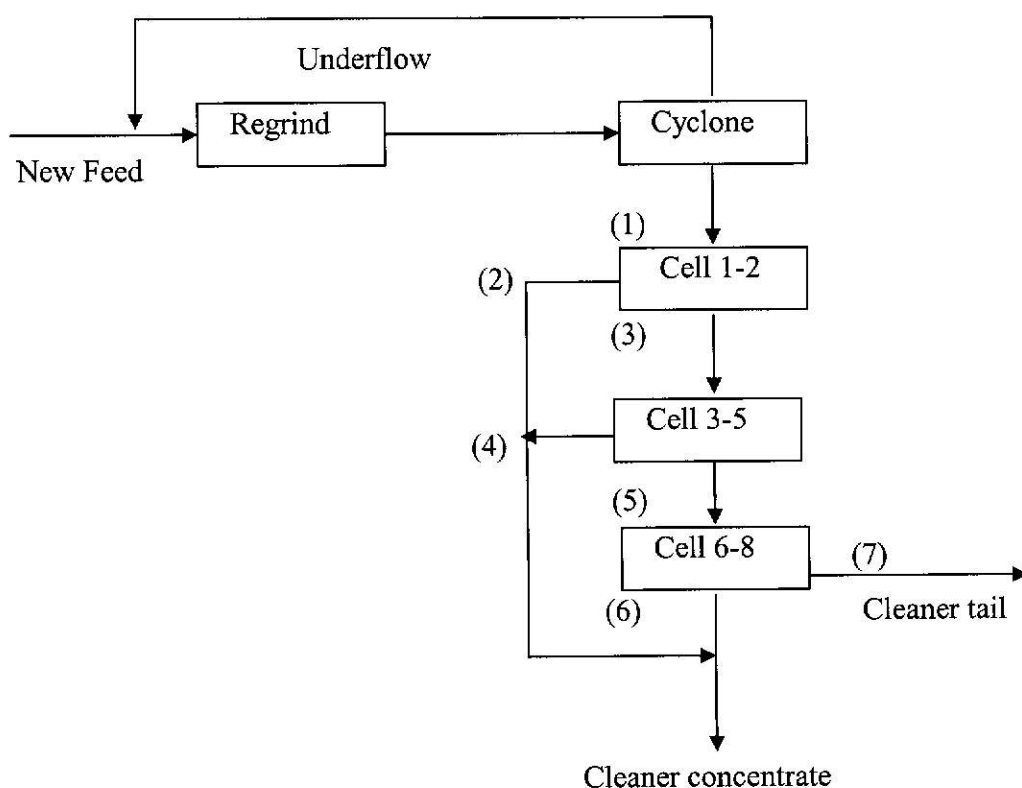 Underflow
Regrind
Cyclone
New Feed
(1)
Cell 1-2
(2)
(3)
Cell 3-5
(4)
(5)
Cell 6-8
(7)
(6)
Cleaner tail
Cleaner concentrate